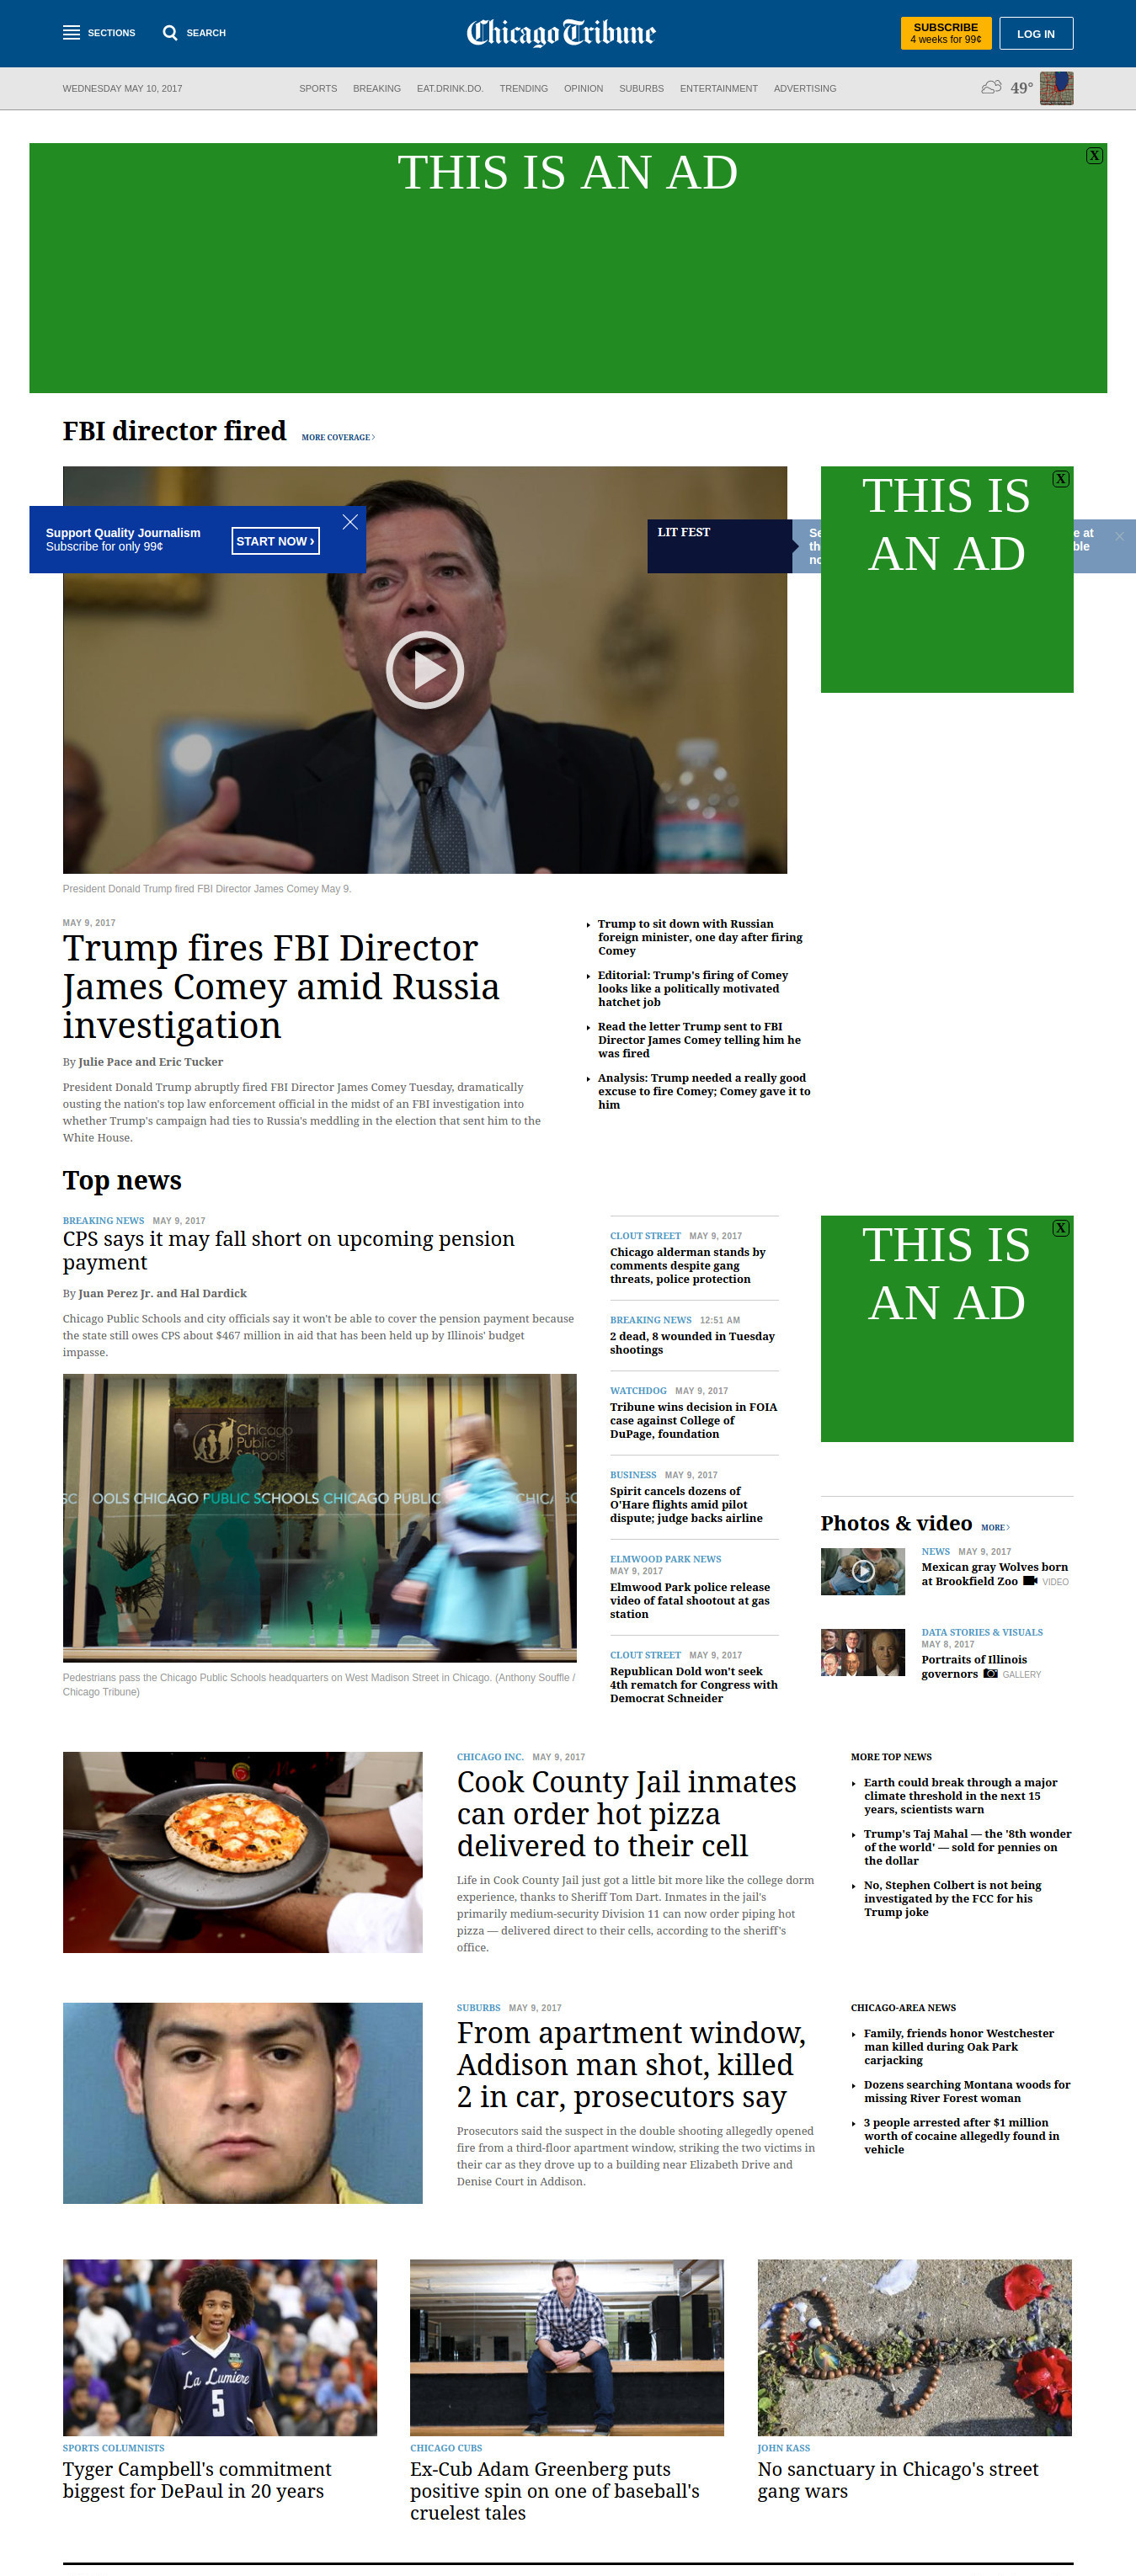 SECTIONS
SEARCH
Chicago Tribune
SUBSCRIBE
4 weeks for 99¢
LOG IN
WEDNESDAY MAY 10, 2017
SPORTS BREAKING EAT.DRINK.DO. TRENDING OPINION SUBURBS ENTERTAINMENT ADVERTISING
49°
THIS IS AN AD
X
FBI director fired
MORE COVERAGE ›
Support Quality Journalism
Subscribe for only 99¢
START NOW ›
LIT FEST
THIS IS
AN AD
X
President Donald Trump fired FBI Director James Comey May 9.
MAY 9, 2017
Trump fires FBI Director
James Comey amid Russia
investigation
By Julie Pace and Eric Tucker
President Donald Trump abruptly fired FBI Director James Comey Tuesday, dramatically
ousting the nation's top law enforcement official in the midst of an FBI investigation into
whether Trump's campaign had ties to Russia's meddling in the election that sent him to the
White House.
Trump to sit down with Russian
foreign minister, one day after firing
Comey
Editorial: Trump's firing of Comey
looks like a politically motivated
hatchet job
Read the letter Trump sent to FBI
Director James Comey telling him he
was fired
Analysis: Trump needed a really good
excuse to fire Comey; Comey gave it to
him
Top news
BREAKING NEWS MAY 9, 2017
CPS says it may fall short on upcoming pension
payment
By Juan Perez Jr. and Hal Dardick
Chicago Public Schools and city officials say it won't be able to cover the pension payment because
the state still owes CPS about $467 million in aid that has been held up by Illinois' budget
impasse.
Chicago
Public
Schools
OOLS CHICAGO PUBLIC SCHOOLS CHICAGO PUBLIC
Pedestrians pass the Chicago Public Schools headquarters on West Madison Street in Chicago. (Anthony Souffle /
Chicago Tribune)
CLOUT STREET MAY 9, 2017
Chicago alderman stands by
comments despite gang
threats, police protection
BREAKING NEWS 12:51 AM
2 dead, 8 wounded in Tuesday
shootings
WATCHDOG MAY 9, 2017
Tribune wins decision in FOIA
case against College of
DuPage, foundation
BUSINESS MAY 9, 2017
Spirit cancels dozens of
O'Hare flights amid pilot
dispute; judge backs airline
ELMWOOD PARK NEWS
MAY 9, 2017
Elmwood Park police release
video of fatal shootout at gas
station
CLOUT STREET MAY 9, 2017
Republican Dold won't seek
4th rematch for Congress with
Democrat Schneider
THIS IS
AN AD
X
Photos & video
MORE ›
NEWS MAY 9, 2017
Mexican gray Wolves born
at Brookfield Zoo VIDEO
DATA STORIES & VISUALS
MAY 8, 2017
Portraits of Illinois
governors GALLERY
CHICAGO INC. MAY 9, 2017
Cook County Jail inmates
can order hot pizza
delivered to their cell
Life in Cook County Jail just got a little bit more like the college dorm
experience, thanks to Sheriff Tom Dart. Inmates in the jail's
primarily medium-security Division 11 can now order piping hot
pizza — delivered direct to their cells, according to the sheriff's
office.
MORE TOP NEWS
Earth could break through a major
climate threshold in the next 15
years, scientists warn
Trump's Taj Mahal — the '8th wonder
of the world' — sold for pennies on
the dollar
No, Stephen Colbert is not being
investigated by the FCC for his
Trump joke
SUBURBS MAY 9, 2017
From apartment window,
Addison man shot, killed
2 in car, prosecutors say
Prosecutors said the suspect in the double shooting allegedly opened
fire from a third-floor apartment window, striking the two victims in
their car as they drove up to a building near Elizabeth Drive and
Denise Court in Addison.
CHICAGO-AREA NEWS
Family, friends honor Westchester
man killed during Oak Park
carjacking
Dozens searching Montana woods for
missing River Forest woman
3 people arrested after $1 million
worth of cocaine allegedly found in
vehicle
La Lumiere
5
SPORTS COLUMNISTS
Tyger Campbell's commitment
biggest for DePaul in 20 years
CHICAGO CUBS
Ex-Cub Adam Greenberg puts
positive spin on one of baseball's
cruelest tales
JOHN KASS
No sanctuary in Chicago's street
gang wars